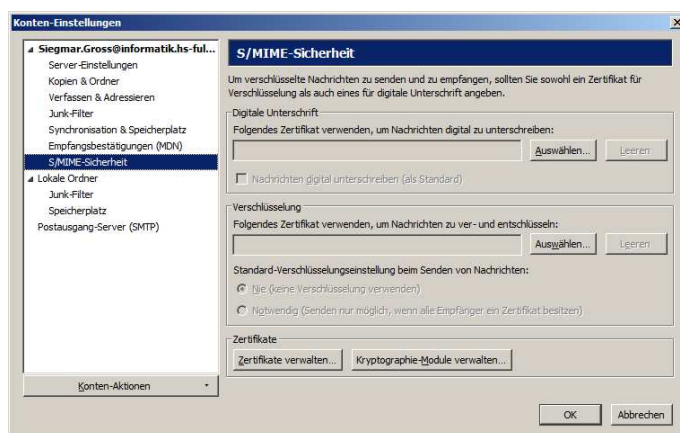 Konten-Einstellungen
Siegmar.Gross@informatik.hs-ful...
Server-Einstellungen
Kopien & Ordner
Verfassen & Adressieren
Junk-Filter
Synchronisation & Speicherplatz
Empfangsbestätigungen (MDN)
S/MIME-Sicherheit
Lokale Ordner
Junk-Filter
Speicherplatz
Postausgang-Server (SMTP)
Konten-Aktionen
S/MIME-Sicherheit
Um verschlüsselte Nachrichten zu senden und zu empfangen, sollten Sie sowohl ein Zertifikat für
Verschlüsselung als auch eines für digitale Unterschrift angeben.
Digitale Unterschrift
Folgendes Zertifikat verwenden, um Nachrichten digital zu unterschreiben:
Auswählen... Leeren
Nachrichten digital unterschreiben (als Standard)
Verschlüsselung
Folgendes Zertifikat verwenden, um Nachrichten zu ver- und entschlüseln:
Auswählen... Leeren
Standard-Verschlüsselungseinstellung beim Senden von Nachrichten:
Nie (keine Verschlüsselung verwenden)
Notwendig (Senden nur möglich, wenn alle Empfänger ein Zertifikat besitzen)
Zertifikate
Zertifikate verwalten... Kryptographie-Module verwalten...
OK Abbrechen